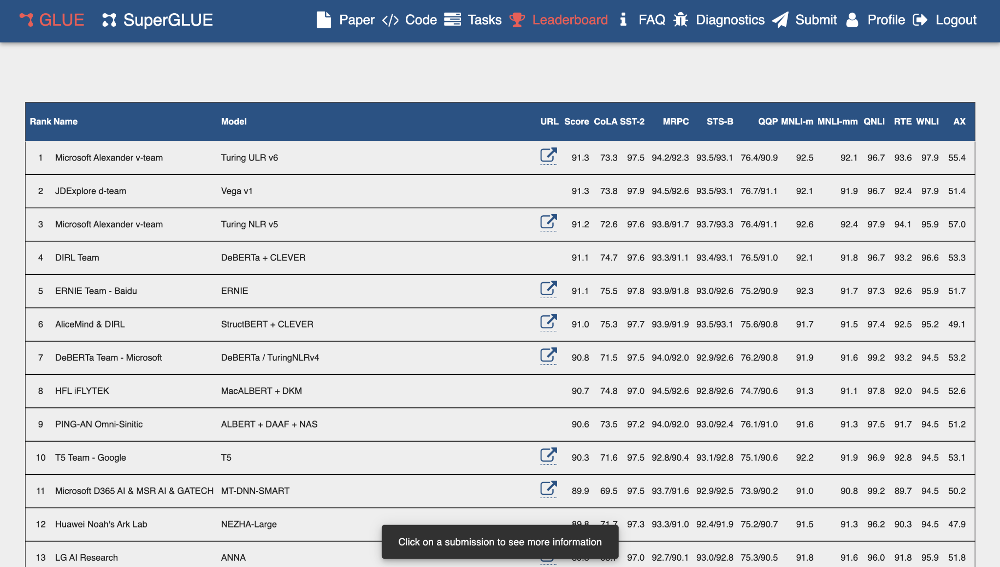 GLUE SuperGLUE Paper </> Code Tasks Leaderboard FAQ Diagnostics Submit Profile Logout
Rank Name Model URL Score CoLA SST-2 MRPC STS-B QQP MNLI-m MNLI-mm QNLI RTE WNLI AX
1 Microsoft Alexander v-team Turing ULR v6 91.3 73.3 97.5 94.2/92.3 93.5/93.1 76.4/90.9 92.5 92.1 96.7 93.6 97.9 55.4
2 JDExplore d-team Vega v1 91.3 73.8 97.9 94.5/92.6 93.5/93.1 76.7/91.1 92.1 91.9 96.7 92.4 97.9 51.4
3 Microsoft Alexander v-team Turing NLR v5 91.2 72.6 97.6 93.8/91.7 93.7/93.3 76.4/91.1 92.6 92.4 97.9 94.1 95.9 57.0
4 DIRL Team DeBERTa + CLEVER 91.1 74.7 97.6 93.3/91.1 93.4/93.1 76.5/91.0 92.1 91.8 96.7 93.2 96.6 53.3
5 ERNIE Team - Baidu ERNIE 91.1 75.5 97.8 93.9/91.8 93.0/92.6 75.2/90.9 92.3 91.7 97.3 92.6 95.9 51.7
6 AliceMind & DIRL StructBERT + CLEVER 91.0 75.3 97.7 93.9/91.9 93.5/93.1 75.6/90.8 91.7 91.5 97.4 92.5 95.2 49.1
7 DeBERTa Team - Microsoft DeBERTa / TuringNLRv4 90.8 71.5 97.5 94.0/92.0 92.9/92.6 76.2/90.8 91.9 91.6 99.2 93.2 94.5 53.2
8 HFL iFLYTEK MacALBERT + DKM 90.7 74.8 97.0 94.5/92.6 92.8/92.6 74.7/90.6 91.3 91.1 97.8 92.0 94.5 52.6
9 PING-AN Omni-Sinitic ALBERT + DAAF + NAS 90.6 73.5 97.2 94.0/92.0 93.0/92.4 76.1/91.0 91.6 91.3 97.5 91.7 94.5 51.2
10 T5 Team - Google T5 90.3 71.6 97.5 92.8/90.4 93.1/92.8 75.1/90.6 92.2 91.9 96.9 92.8 94.5 53.1
11 Microsoft D365 AI & MSR AI & GATECH MT-DNN-SMART 89.9 69.5 97.5 93.7/91.6 92.9/92.5 73.9/90.2 91.0 90.8 99.2 89.7 94.5 50.2
12 Huawei Noah's Ark Lab NEZHA-Large 89.8 71.7 97.3 93.3/91.0 92.4/91.9 75.2/90.7 91.5 91.3 96.2 90.3 94.5 47.9
Click on a submission to see more information
13 LG AI Research ANNA 97.0 92.7/90.1 93.0/92.8 75.3/90.5 91.8 91.6 96.0 91.8 95.9 51.8